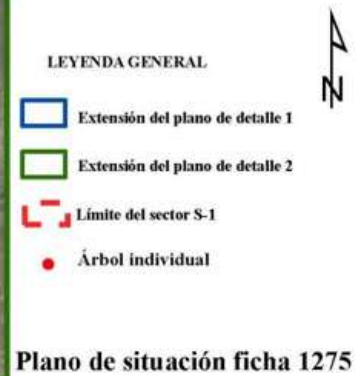 N
LEYENDA GENERAL
Extensión del plano de detalle 1
Extensión del plano de detalle 2
Límite del sector S-1
Árbol individual
Plano de situación ficha 1275